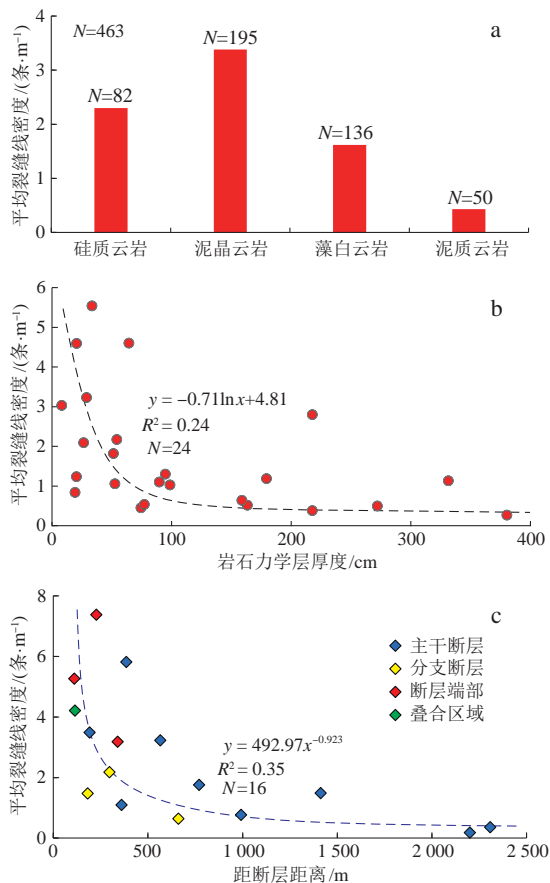 a
N=463
N=82
N=195
N=136
N=50
4
3
2
1
0
平均裂缝线密度/(条·m⁻¹)
硅质云岩 泥晶云岩 藻白云岩 泥质云岩
b
6
5
4
3
2
1
0
平均裂缝线密度/(条·m⁻¹)
y = −0.71lnx+4.81
R² = 0.24
N=24
0 100 200 300 400
岩石力学层厚度/cm
c
8
6
4
2
0
平均裂缝线密度/(条·m⁻¹)
主干断层
分支断层
断层端部
叠合区域
y = 492.97x⁻⁰·⁹²³
R² = 0.35
N=16
0 500 1 000 1 500 2 000 2 500
距断层距离/m